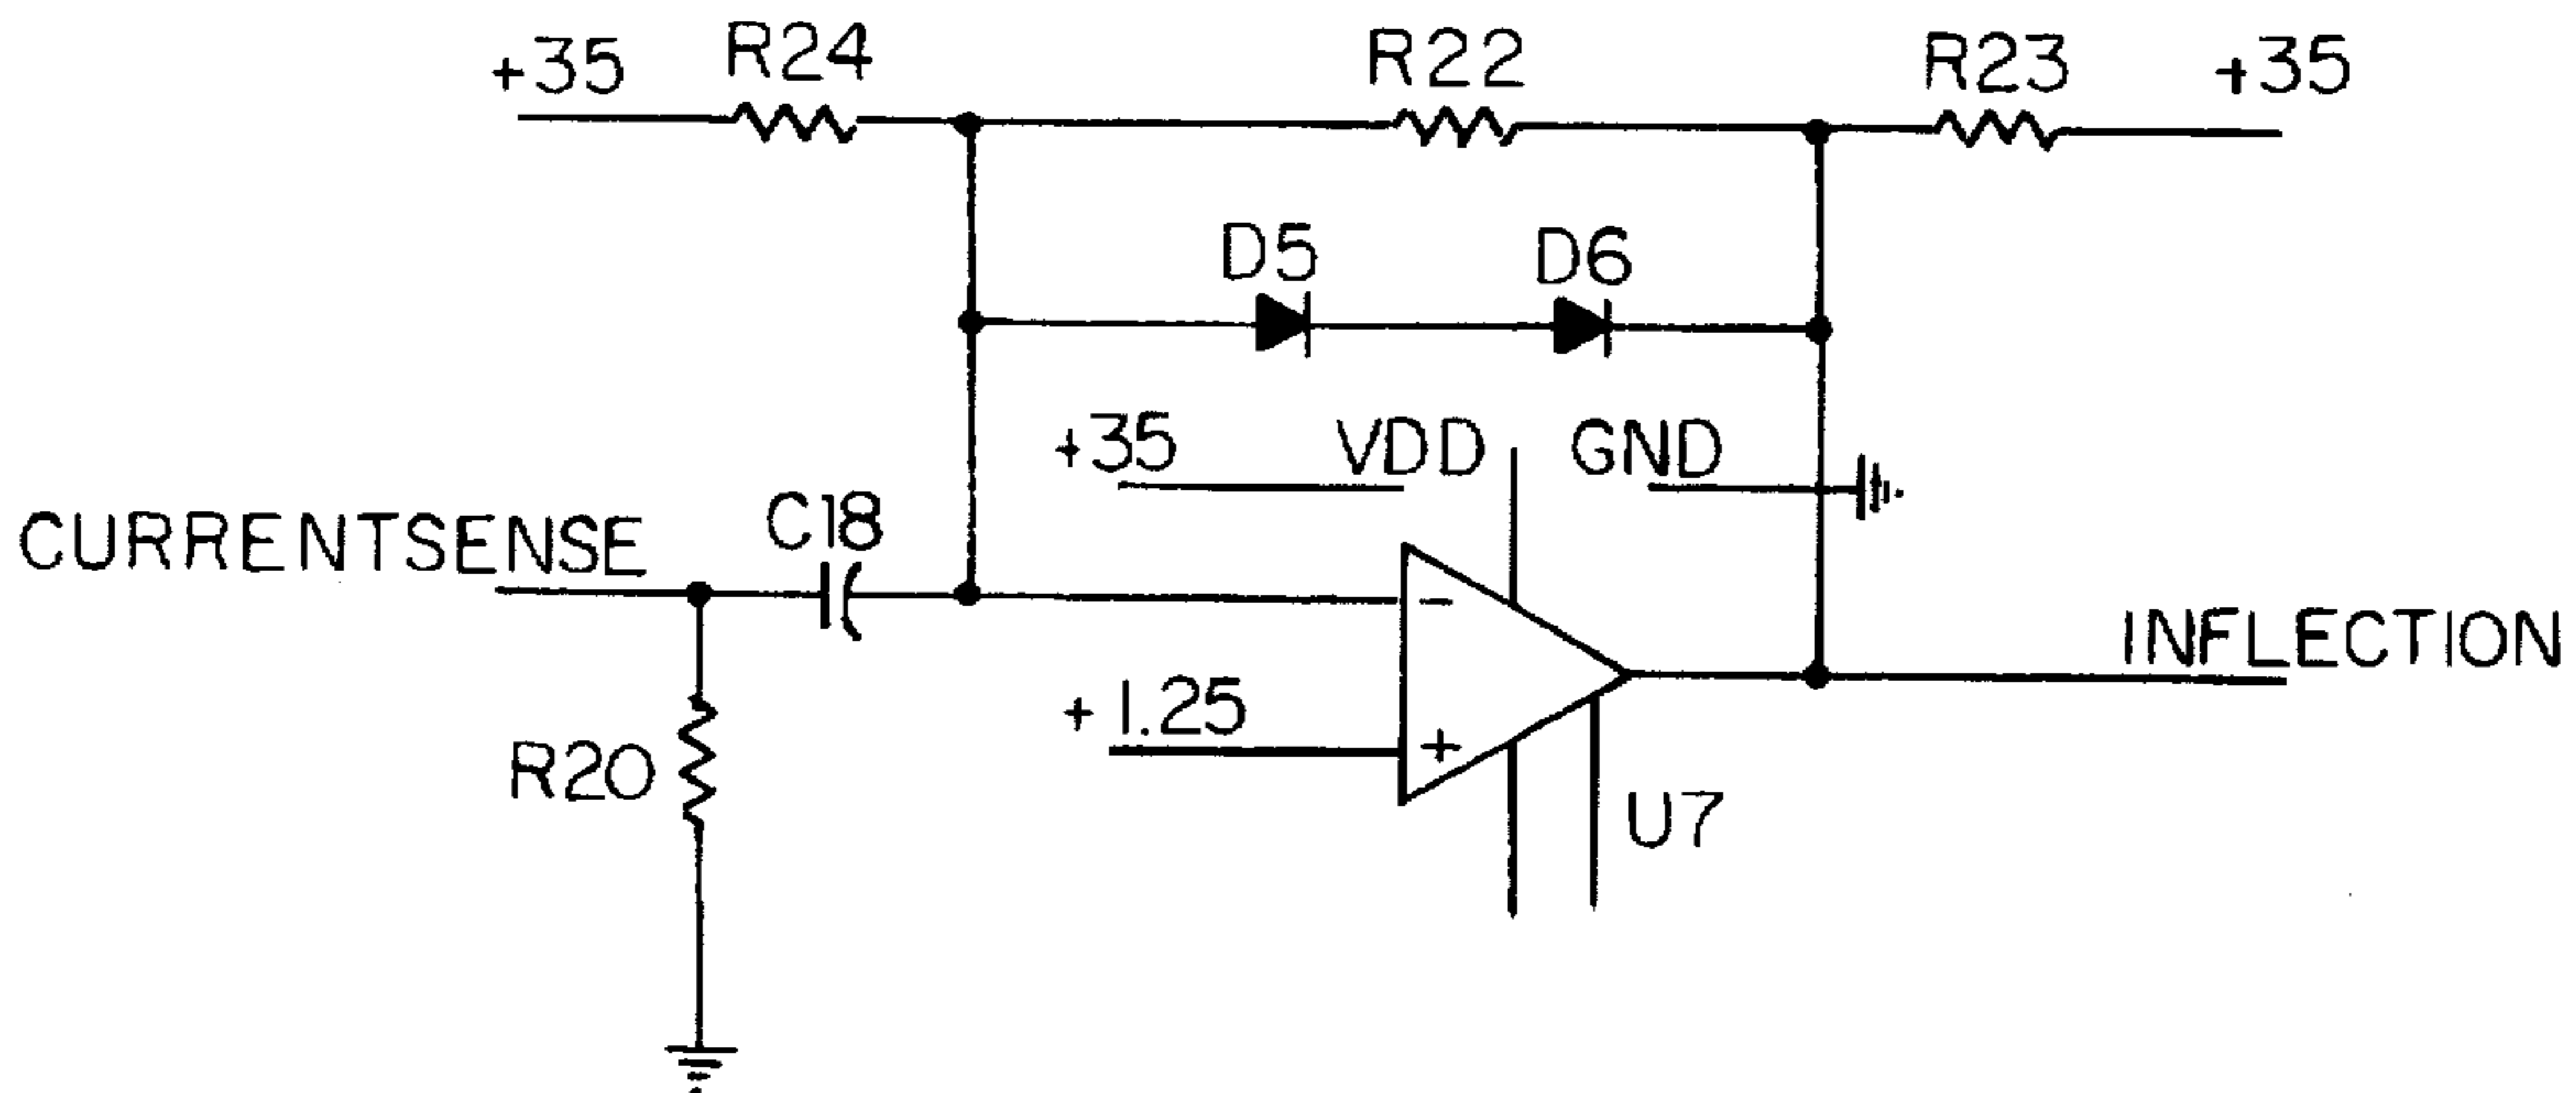 +35 R24 R22 R23 +35
D5 D6
+35 VDD GND
CURRENTSENSE C18
-
+1.25 INFLECTION
+
R20 U7